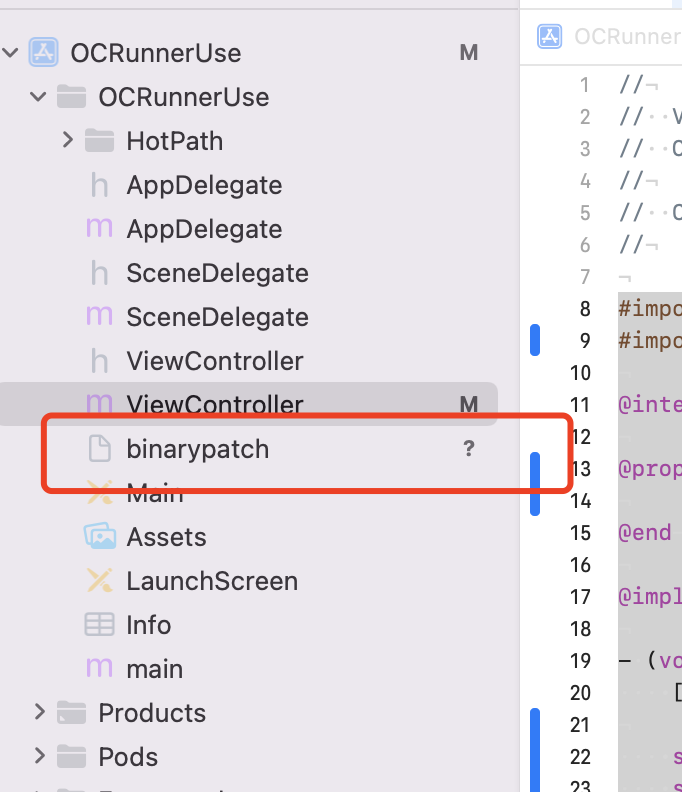 OCRunnerUse M
OCRunnerUse
HotPath
h AppDelegate
m AppDelegate
h SceneDelegate
m SceneDelegate
h ViewController
m ViewController M
binarypatch ?
Main
Assets
LaunchScreen
Info
m main
Products
Pods
OCRunner
1 //¬
2 //··V
3 //··C
4 //¬
5 //··C
6 //¬
7 ¬
8 #impo
9 #impo
10
11 @inte
12
13 @prop
14
15 @end
16
17 @impl
18
19 - (vo
20 [
21
22 s
23 s